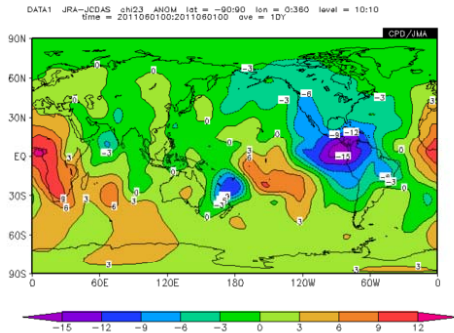 DATA1 JRA-JCDAS chi23 ANOM lat = -90:90 lon = 0:360 level = 10:10
time = 2011060100:2011060100 ave = 1DY
CPD/JMA
90N
60N
30N
EQ
30S
60S
90S
0 60E 120E 180 120W 60W 0
-15 -12 -9 -6 -3 0 3 6 9 12